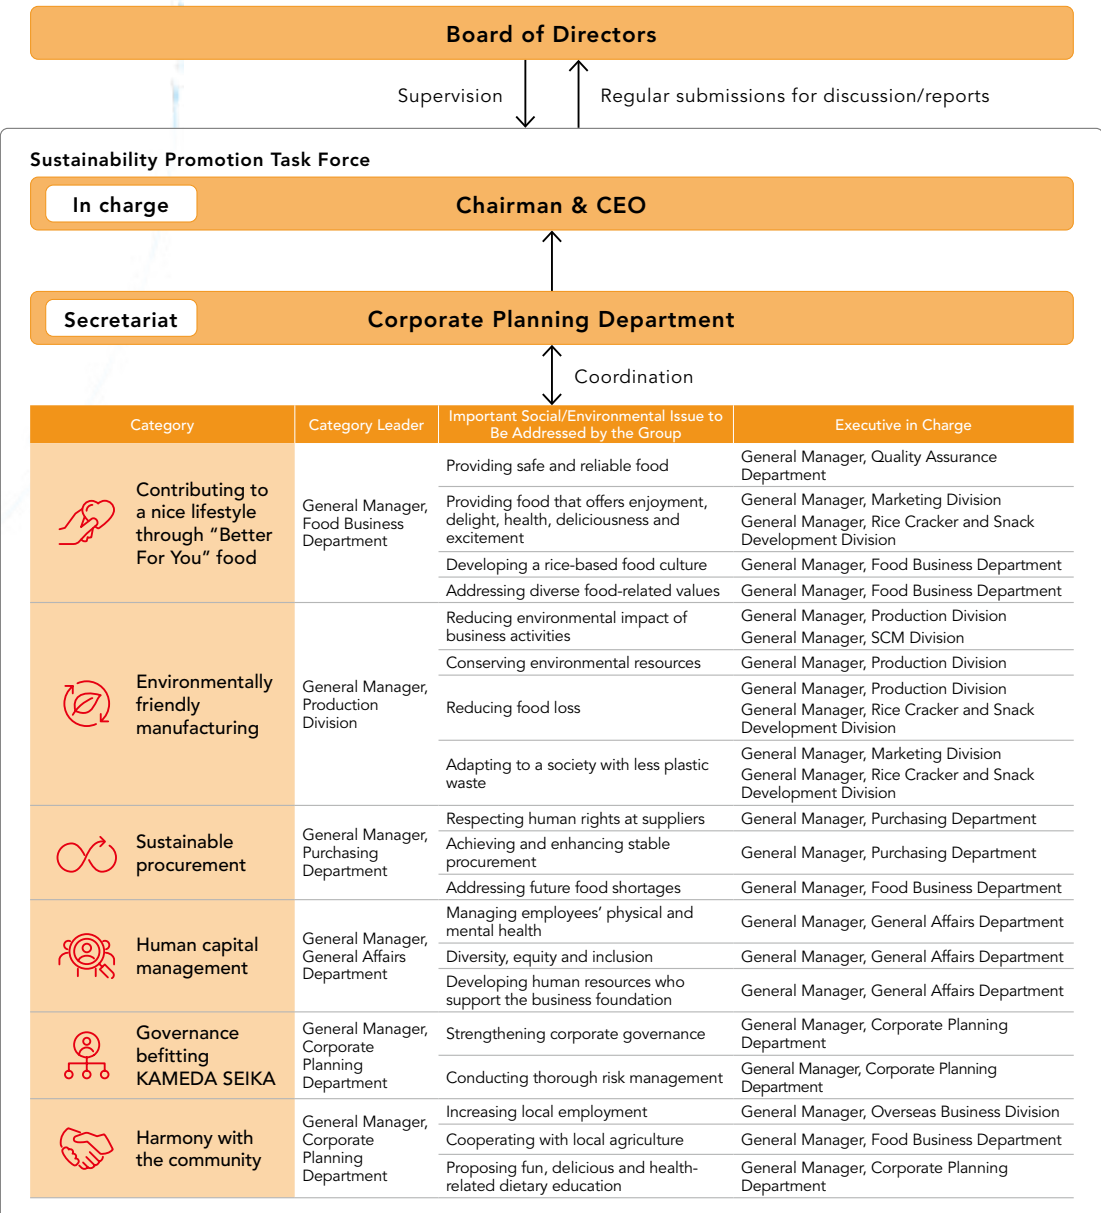 Board of Directors
Supervision
Regular submissions for discussion/reports
Sustainability Promotion Task Force
In charge
Chairman & CEO
Secretariat
Corporate Planning Department
Coordination
Category
Category Leader
Important Social/Environmental Issue to
Be Addressed by the Group
Executive in Charge
Contributing to
a nice lifestyle
through “Better
For You” food
General Manager,
Food Business
Department
Providing safe and reliable food
General Manager, Quality Assurance
Department
Providing food that offers enjoyment,
delight, health, deliciousness and
excitement
General Manager, Marketing Division
General Manager, Rice Cracker and Snack
Development Division
Developing a rice-based food culture
General Manager, Food Business Department
Addressing diverse food-related values
General Manager, Food Business Department
Environmentally
friendly
manufacturing
General Manager,
Production
Division
Reducing environmental impact of
business activities
General Manager, Production Division
General Manager, SCM Division
Conserving environmental resources
General Manager, Production Division
Reducing food loss
General Manager, Production Division
General Manager, Rice Cracker and Snack
Development Division
Adapting to a society with less plastic
waste
General Manager, Marketing Division
General Manager, Rice Cracker and Snack
Development Division
Sustainable
procurement
General Manager,
Purchasing
Department
Respecting human rights at suppliers
General Manager, Purchasing Department
Achieving and enhancing stable
procurement
General Manager, Purchasing Department
Addressing future food shortages
General Manager, Food Business Department
Human capital
management
General Manager,
General Affairs
Department
Managing employees’ physical and
mental health
General Manager, General Affairs Department
Diversity, equity and inclusion
General Manager, General Affairs Department
Developing human resources who
support the business foundation
General Manager, General Affairs Department
Governance
befitting
KAMEDA SEIKA
General Manager,
Corporate
Planning
Department
Strengthening corporate governance
General Manager, Corporate Planning
Department
Conducting thorough risk management
General Manager, Corporate Planning
Department
Harmony with
the community
General Manager,
Corporate
Planning
Department
Increasing local employment
General Manager, Overseas Business Division
Cooperating with local agriculture
General Manager, Food Business Department
Proposing fun, delicious and health-
related dietary education
General Manager, Corporate Planning
Department